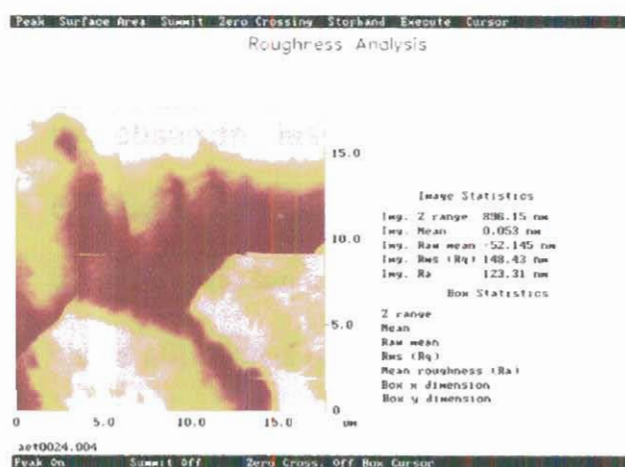 Peak Surface Area Summit Zero Crossing Stopband Execute Cursor
Roughness Analysis
15.0
10.0
5.0
0
0 5.0 10.0 15.0 µm
Image Statistics
Img. Z range 896.15 nm
Img. Mean 0.053 nm
Img. Raw mean -52.145 nm
Img. Rms (Rq) 148.43 nm
Img. Ra 123.31 nm
Box Statistics
Z range
Mean
Raw mean
Rms (Rq)
Mean roughness (Ra)
Box x dimension
Box y dimension
aet0024.004
Peak On Summit Off Zero Cross. Off Box Cursor